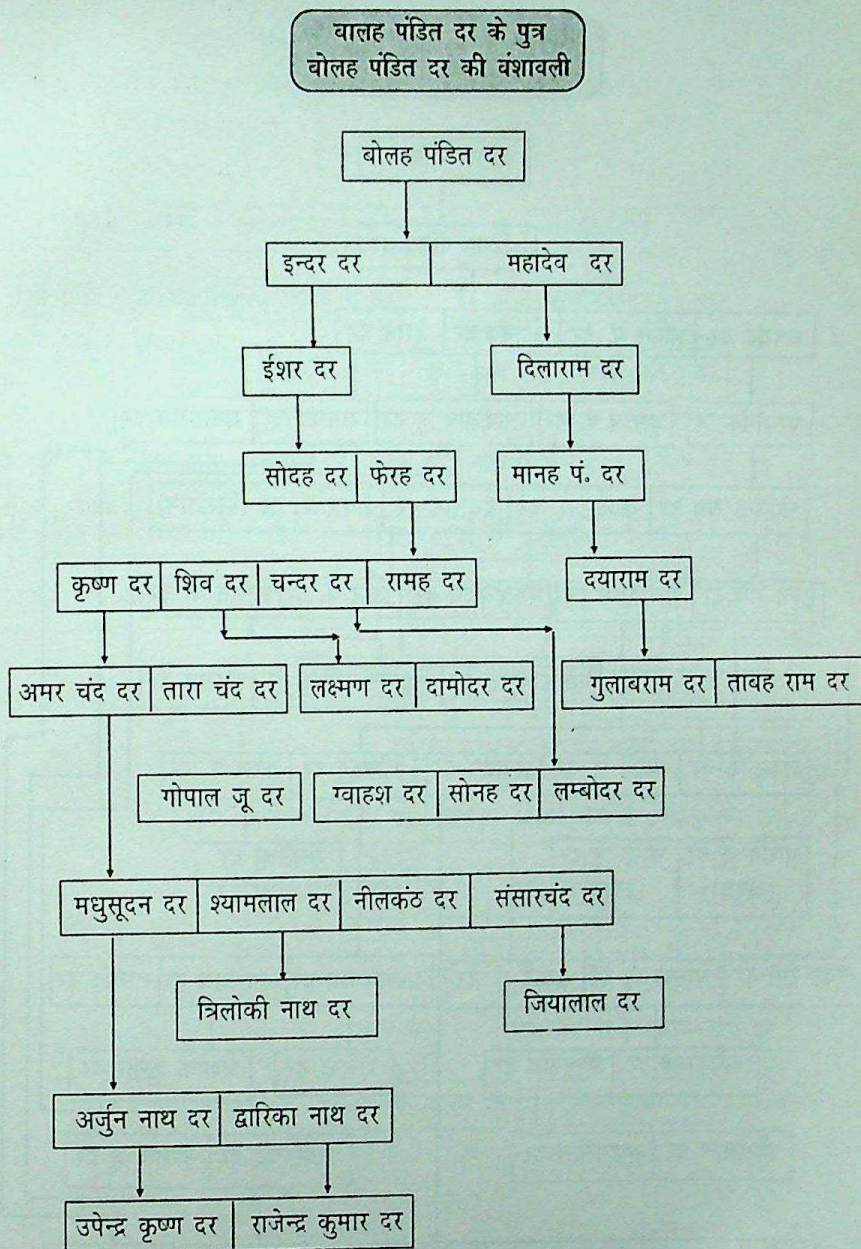 वालह पंडित दर के पुत्र
बोलह पंडित दर की वंशावली
बोलह पंडित दर
इन्दर दर महादेव दर
ईशर दर दिलाराम दर
सोदह दर फेरह दर मानह पं. दर
कृष्ण दर शिव दर चन्दर दर रामह दर दयाराम दर
अमर चंद दर तारा चंद दर लक्ष्मण दर दामोदर दर गुलाबराम दर ताबह राम दर
गोपाल जू दर ग्वाहश दर सोनह दर लम्बोदर दर
मधुसूदन दर श्यामलाल दर नीलकंठ दर संसारचंद दर
त्रिलोकी नाथ दर जियालाल दर
अर्जुन नाथ दर द्वारिका नाथ दर
उपेन्द्र कृष्ण दर राजेन्द्र कुमार दर